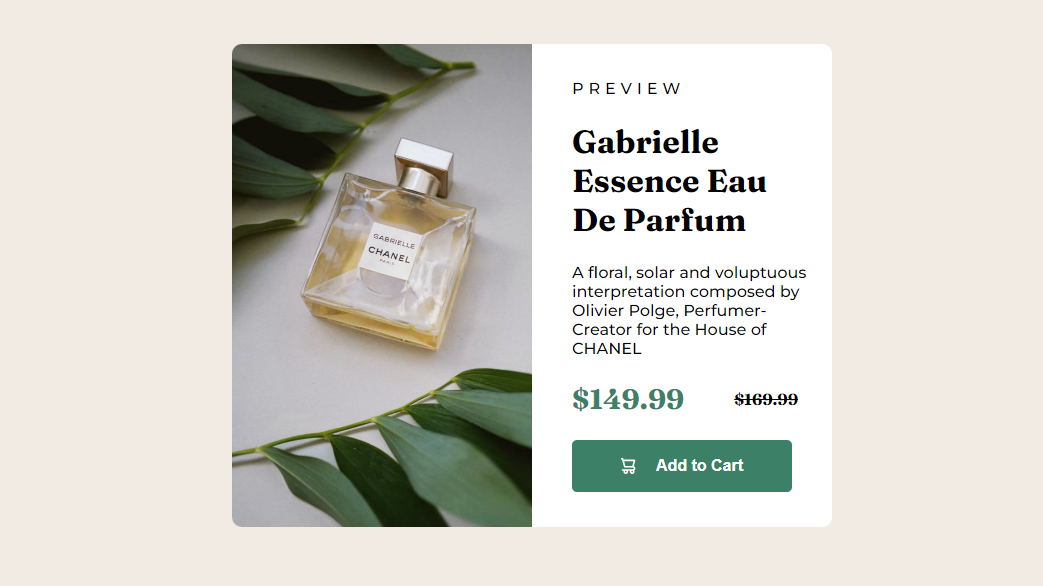 GABRIELLE
CHANEL
PARIS
PREVIEW
Gabrielle
Essence Eau
De Parfum
A floral, solar and voluptuous
interpretation composed by
Olivier Polge, Perfumer-
Creator for the House of
CHANEL
$149.99 $169.99
Add to Cart